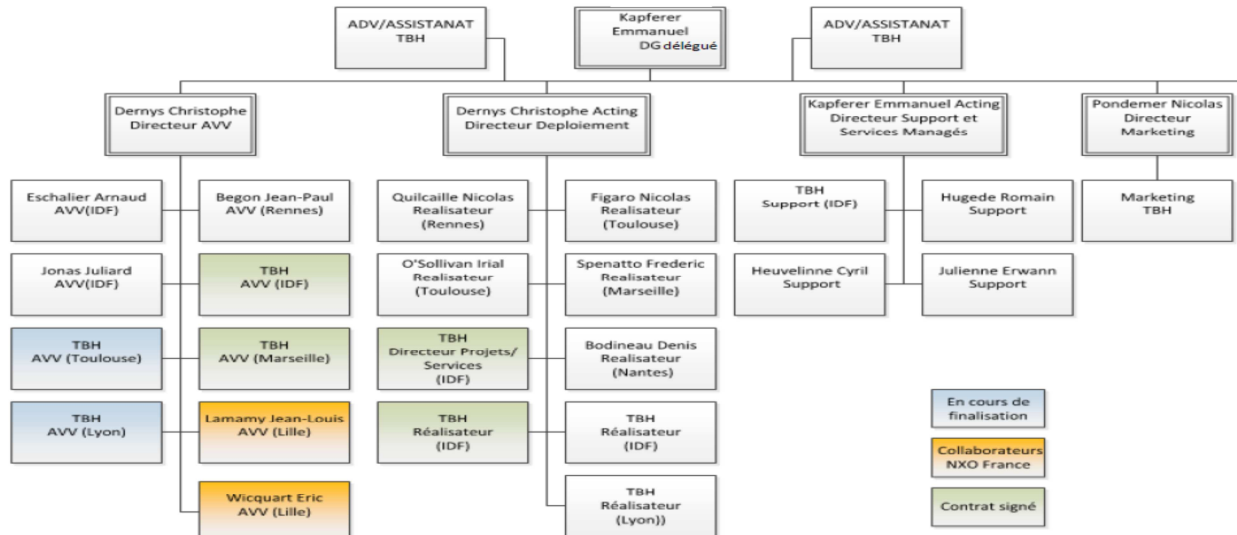 ADV/ASSISTANAT
TBH
Kapferer
Emmanuel
DG délégué
ADV/ASSISTANAT
TBH
Dernys Christophe
Directeur AVV
Dernys Christophe Acting
Directeur Deploiement
Kapferer Emmanuel Acting
Directeur Support et
Services Managés
Pondemer Nicolas
Directeur
Marketing
Eschalier Arnaud
AVV(IDF)
Begon Jean-Paul
AVV (Rennes)
Quilcaille Nicolas
Realisateur
(Rennes)
Figaro Nicolas
Realisateur
(Toulouse)
TBH
Support (IDF)
Hugede Romain
Support
Marketing
TBH
Jonas Juliard
AVV(IDF)
TBH
AVV (IDF)
O'Sollivan Irial
Realisateur
(Toulouse)
Spenatto Frederic
Realisateur
(Marseille)
Heuvelinne Cyril
Support
Julienne Erwann
Support
TBH
AVV (Toulouse)
TBH
AVV (Marseille)
TBH
Directeur Projets/
Services
(IDF)
Bodineau Denis
Realisateur
(Nantes)
TBH
AVV (Lyon)
Lamamy Jean-Louis
AVV (Lille)
TBH
Réalisateur
(IDF)
TBH
Réalisateur
(IDF)
Wicquart Eric
AVV (Lille)
TBH
Réalisateur
(Lyon))
En cours de
finalisation
Collaborateurs
NXO France
Contrat signé